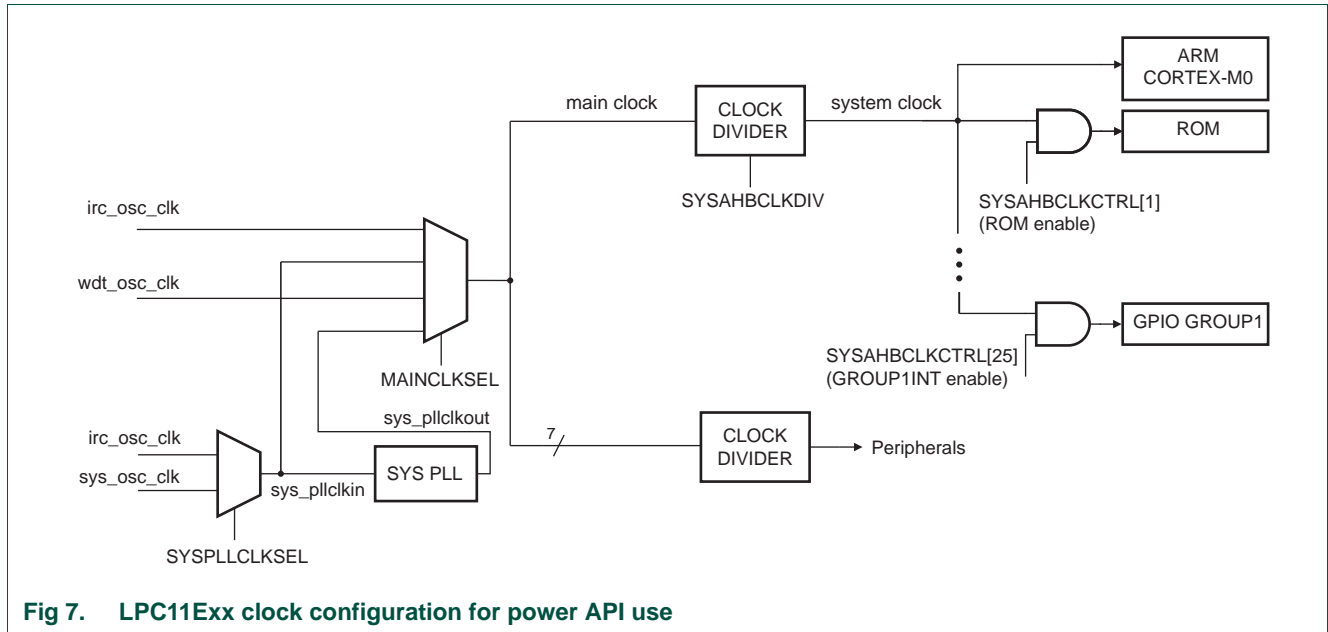 ARM
CORTEX-M0
main clock
CLOCK
DIVIDER
system clock
ROM
SYSAHBCLKDIV
SYSAHBCLKCTRL[1]
(ROM enable)
irc_osc_clk
wdt_osc_clk
GPIO GROUP1
SYSAHBCLKCTRL[25]
(GROUP1INT enable)
MAINCLKSEL
sys_pllclkout
irc_osc_clk
7
CLOCK
DIVIDER
Peripherals
sys_osc_clk
SYS PLL
sys_pllclkin
SYSPLLCLKSEL
Fig 7. LPC11Exx clock configuration for power API use